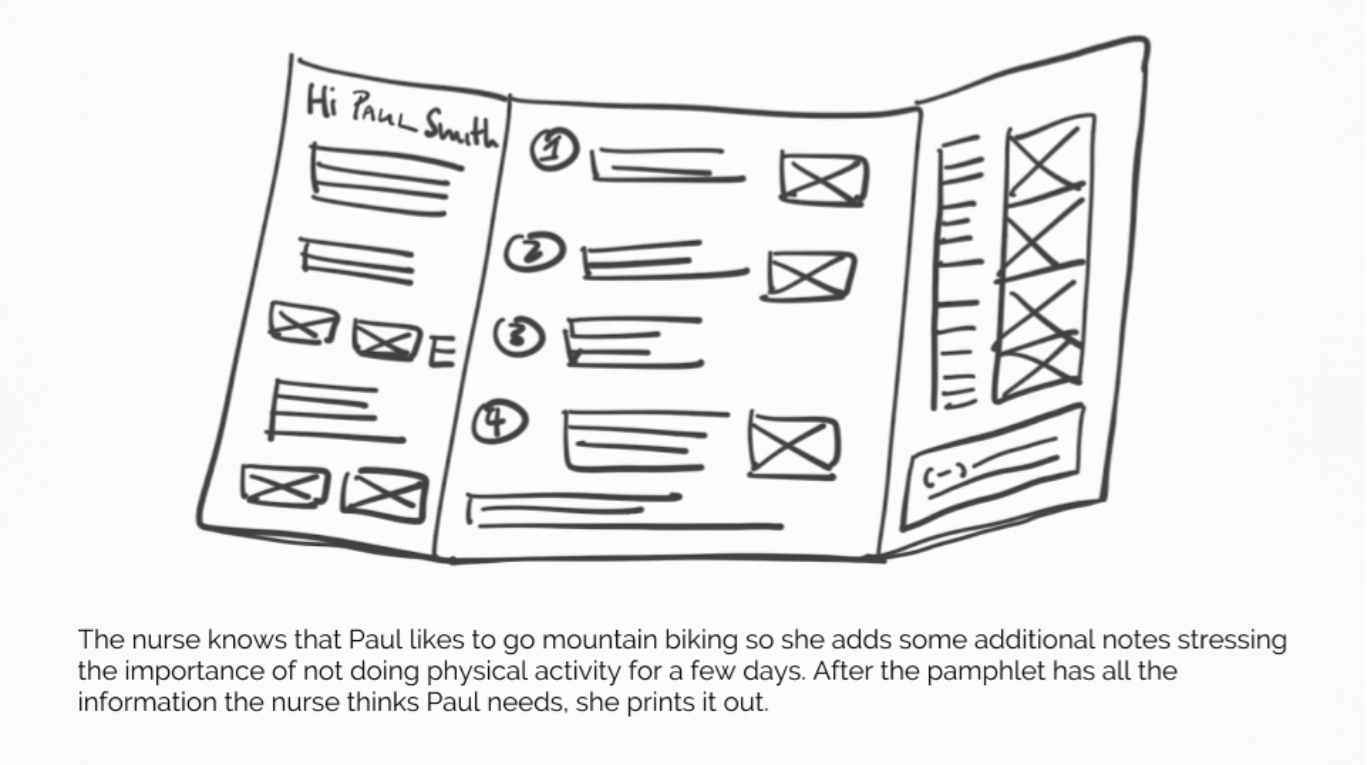 Hi PAUL Smith
1
2
3
4
The nurse knows that Paul likes to go mountain biking so she adds some additional notes stressing
the importance of not doing physical activity for a few days. After the pamphlet has all the
information the nurse thinks Paul needs, she prints it out.